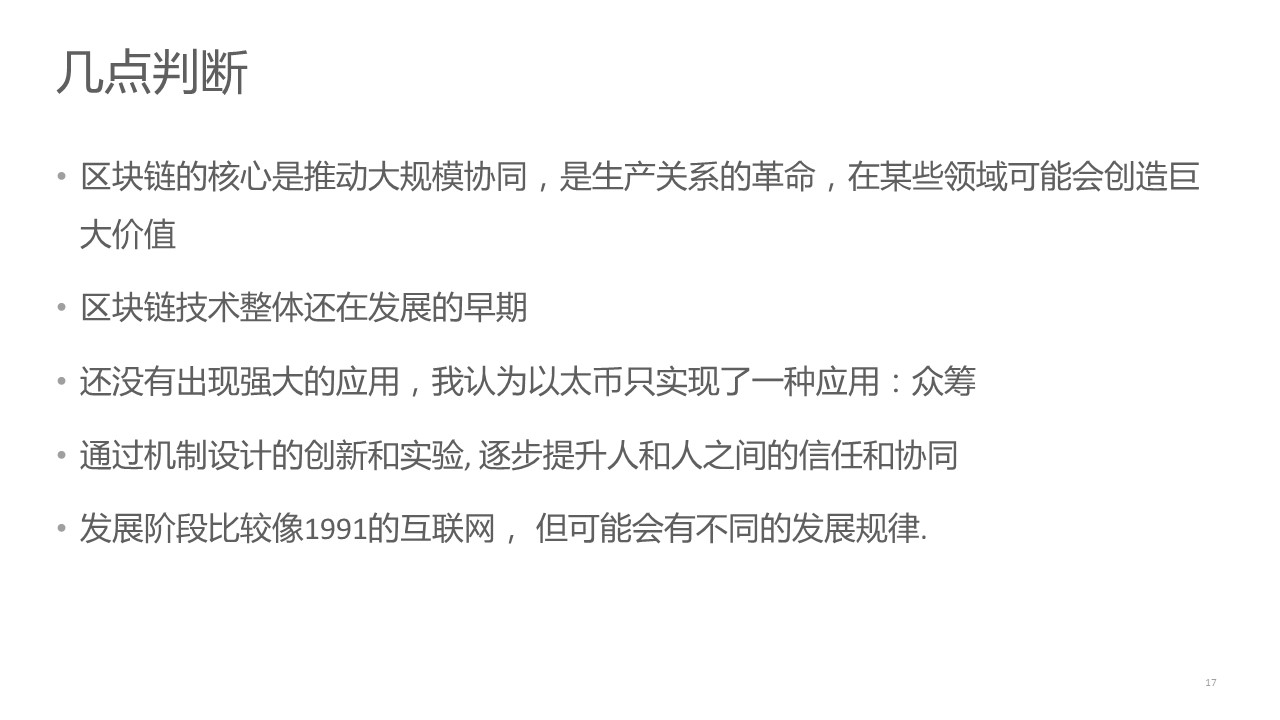 几点判断
• 区块链的核心是推动大规模协同，是生产关系的革命，在某些领域可能会创造巨
大价值
• 区块链技术整体还在发展的早期
• 还没有出现强大的应用，我认为以太币只实现了一种应用：众筹
• 通过机制设计的创新和实验, 逐步提升人和人之间的信任和协同
• 发展阶段比较像1991的互联网， 但可能会有不同的发展规律.
17